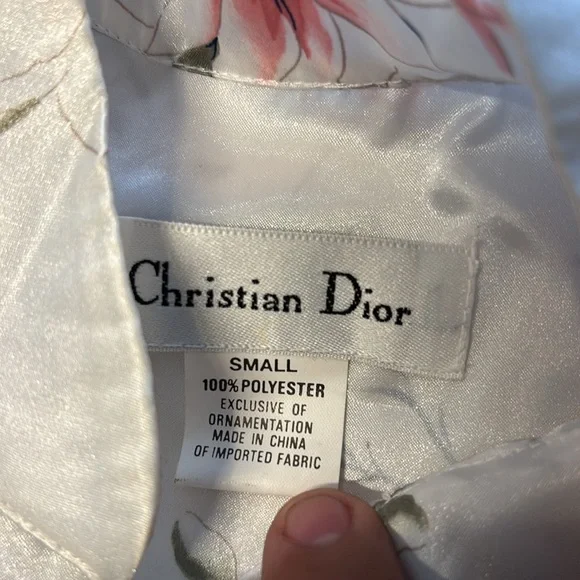 Christian Dior
SMALL
100% POLYESTER
EXCLUSIVE OF
ORNAMENTATION
MADE IN CHINA
OF IMPORTED FABRIC